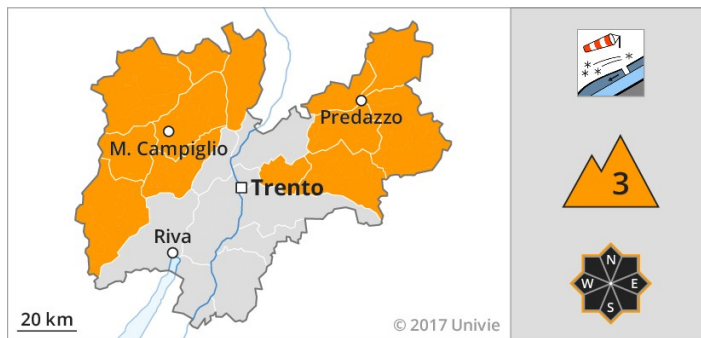 Predazzo
M. Campiglio
Trento
Riva
20 km
© 2017 Univie
3
N
W E
S